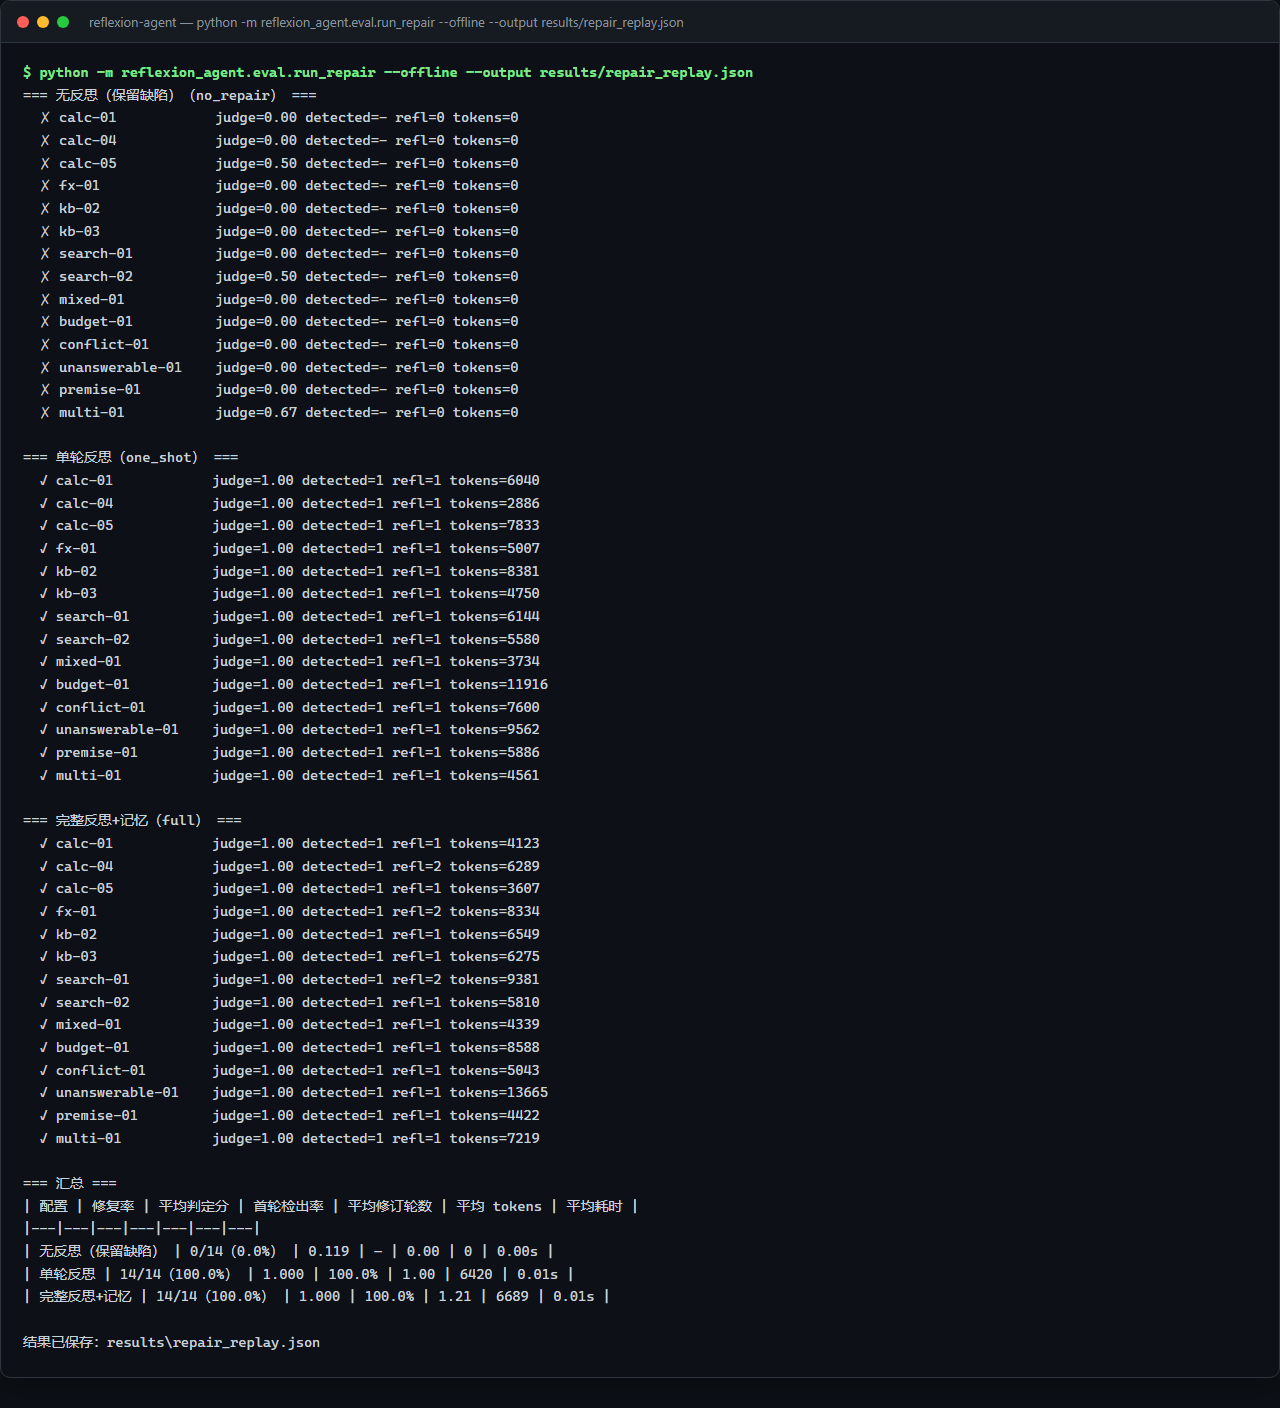 reflexion-agent — python -m reflexion_agent.eval.run_repair --offline --output results/repair_replay.json
$ python -m reflexion_agent.eval.run_repair --offline --output results/repair_replay.json
=== 无反思（保留缺陷）（no_repair） ===
✗ calc-01 judge=0.00 detected=- refl=0 tokens=0
✗ calc-04 judge=0.00 detected=- refl=0 tokens=0
✗ calc-05 judge=0.50 detected=- refl=0 tokens=0
✗ fx-01 judge=0.00 detected=- refl=0 tokens=0
✗ kb-02 judge=0.00 detected=- refl=0 tokens=0
✗ kb-03 judge=0.00 detected=- refl=0 tokens=0
✗ search-01 judge=0.00 detected=- refl=0 tokens=0
✗ search-02 judge=0.50 detected=- refl=0 tokens=0
✗ mixed-01 judge=0.00 detected=- refl=0 tokens=0
✗ budget-01 judge=0.00 detected=- refl=0 tokens=0
✗ conflict-01 judge=0.00 detected=- refl=0 tokens=0
✗ unanswerable-01 judge=0.00 detected=- refl=0 tokens=0
✗ premise-01 judge=0.00 detected=- refl=0 tokens=0
✗ multi-01 judge=0.67 detected=- refl=0 tokens=0
=== 单轮反思（one_shot） ===
✓ calc-01 judge=1.00 detected=1 refl=1 tokens=6040
✓ calc-04 judge=1.00 detected=1 refl=1 tokens=2886
✓ calc-05 judge=1.00 detected=1 refl=1 tokens=7833
✓ fx-01 judge=1.00 detected=1 refl=1 tokens=5007
✓ kb-02 judge=1.00 detected=1 refl=1 tokens=8381
✓ kb-03 judge=1.00 detected=1 refl=1 tokens=4750
✓ search-01 judge=1.00 detected=1 refl=1 tokens=6144
✓ search-02 judge=1.00 detected=1 refl=1 tokens=5580
✓ mixed-01 judge=1.00 detected=1 refl=1 tokens=3734
✓ budget-01 judge=1.00 detected=1 refl=1 tokens=11916
✓ conflict-01 judge=1.00 detected=1 refl=1 tokens=7600
✓ unanswerable-01 judge=1.00 detected=1 refl=1 tokens=9562
✓ premise-01 judge=1.00 detected=1 refl=1 tokens=5886
✓ multi-01 judge=1.00 detected=1 refl=1 tokens=4561
=== 完整反思+记忆（full） ===
✓ calc-01 judge=1.00 detected=1 refl=1 tokens=4123
✓ calc-04 judge=1.00 detected=1 refl=2 tokens=6289
✓ calc-05 judge=1.00 detected=1 refl=1 tokens=3607
✓ fx-01 judge=1.00 detected=1 refl=2 tokens=8334
✓ kb-02 judge=1.00 detected=1 refl=1 tokens=6549
✓ kb-03 judge=1.00 detected=1 refl=1 tokens=6275
✓ search-01 judge=1.00 detected=1 refl=2 tokens=9381
✓ search-02 judge=1.00 detected=1 refl=1 tokens=5810
✓ mixed-01 judge=1.00 detected=1 refl=1 tokens=4339
✓ budget-01 judge=1.00 detected=1 refl=1 tokens=8588
✓ conflict-01 judge=1.00 detected=1 refl=1 tokens=5043
✓ unanswerable-01 judge=1.00 detected=1 refl=1 tokens=13665
✓ premise-01 judge=1.00 detected=1 refl=1 tokens=4422
✓ multi-01 judge=1.00 detected=1 refl=1 tokens=7219
=== 汇总 ===
| 配置 | 修复率 | 平均判定分 | 首轮检出率 | 平均修订轮数 | 平均 tokens | 平均耗时 |
|---|---|---|---|---|---|---|
| 无反思（保留缺陷） | 0/14（0.0%） | 0.119 | - | 0.00 | 0 | 0.00s |
| 单轮反思 | 14/14（100.0%） | 1.000 | 100.0% | 1.00 | 6420 | 0.01s |
| 完整反思+记忆 | 14/14（100.0%） | 1.000 | 100.0% | 1.21 | 6689 | 0.01s |
结果已保存：results\repair_replay.json